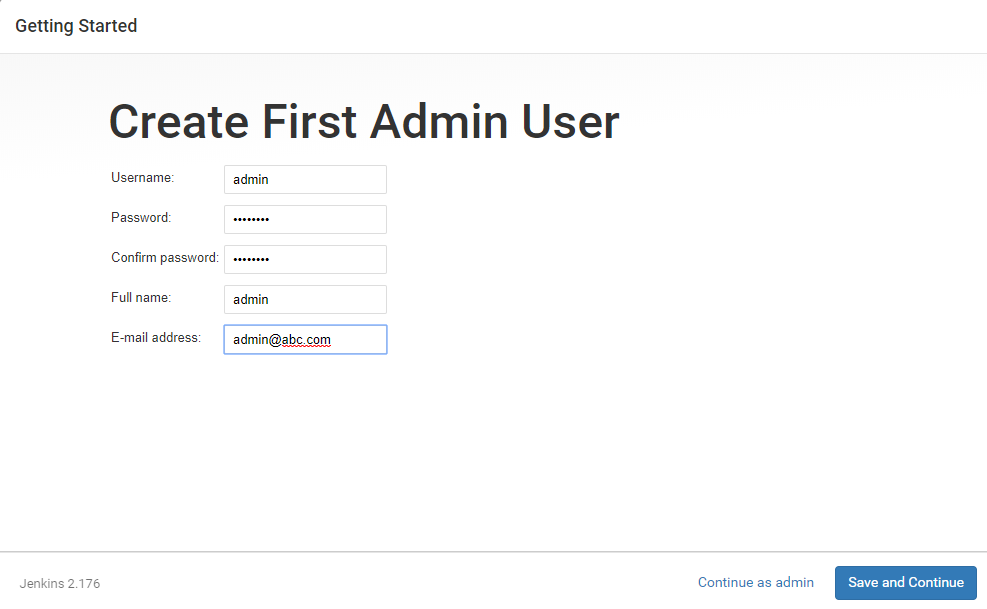 Getting Started
Create First Admin User
Username: admin
Password: ••••••••
Confirm password: ••••••••
Full name: admin
E-mail address: admin@abc.com
Jenkins 2.176 Continue as admin Save and Continue